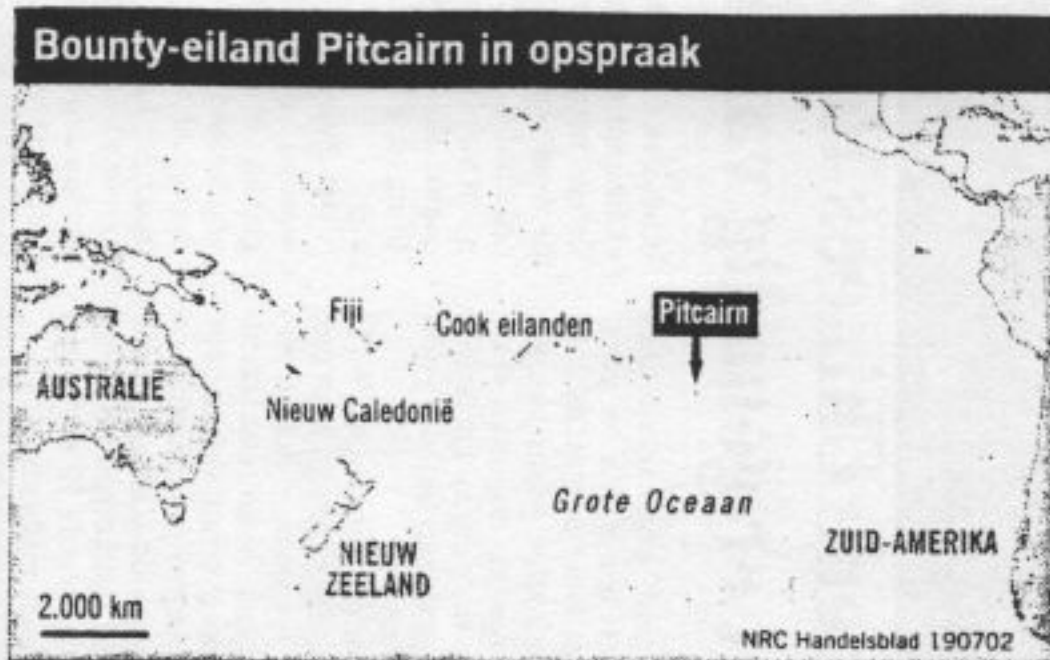 Bounty-eiland Pitcairn in opspraak
Fiji
Cook eilanden
Pitcairn
AUSTRALIË
Nieuw Caledonië
Grote Oceaan
NIEUW
ZEELAND
ZUID-AMERIKA
2.000 km
NRC Handelsblad 190702